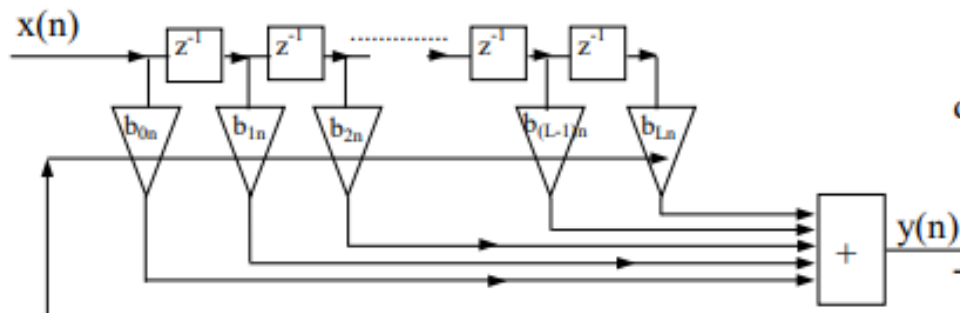 x(n)
z⁻¹ z⁻¹ z⁻¹ z⁻¹
b₀ₙ b₁ₙ b₂ₙ b₍L₋₁₎ₙ bLₙ
+ y(n)